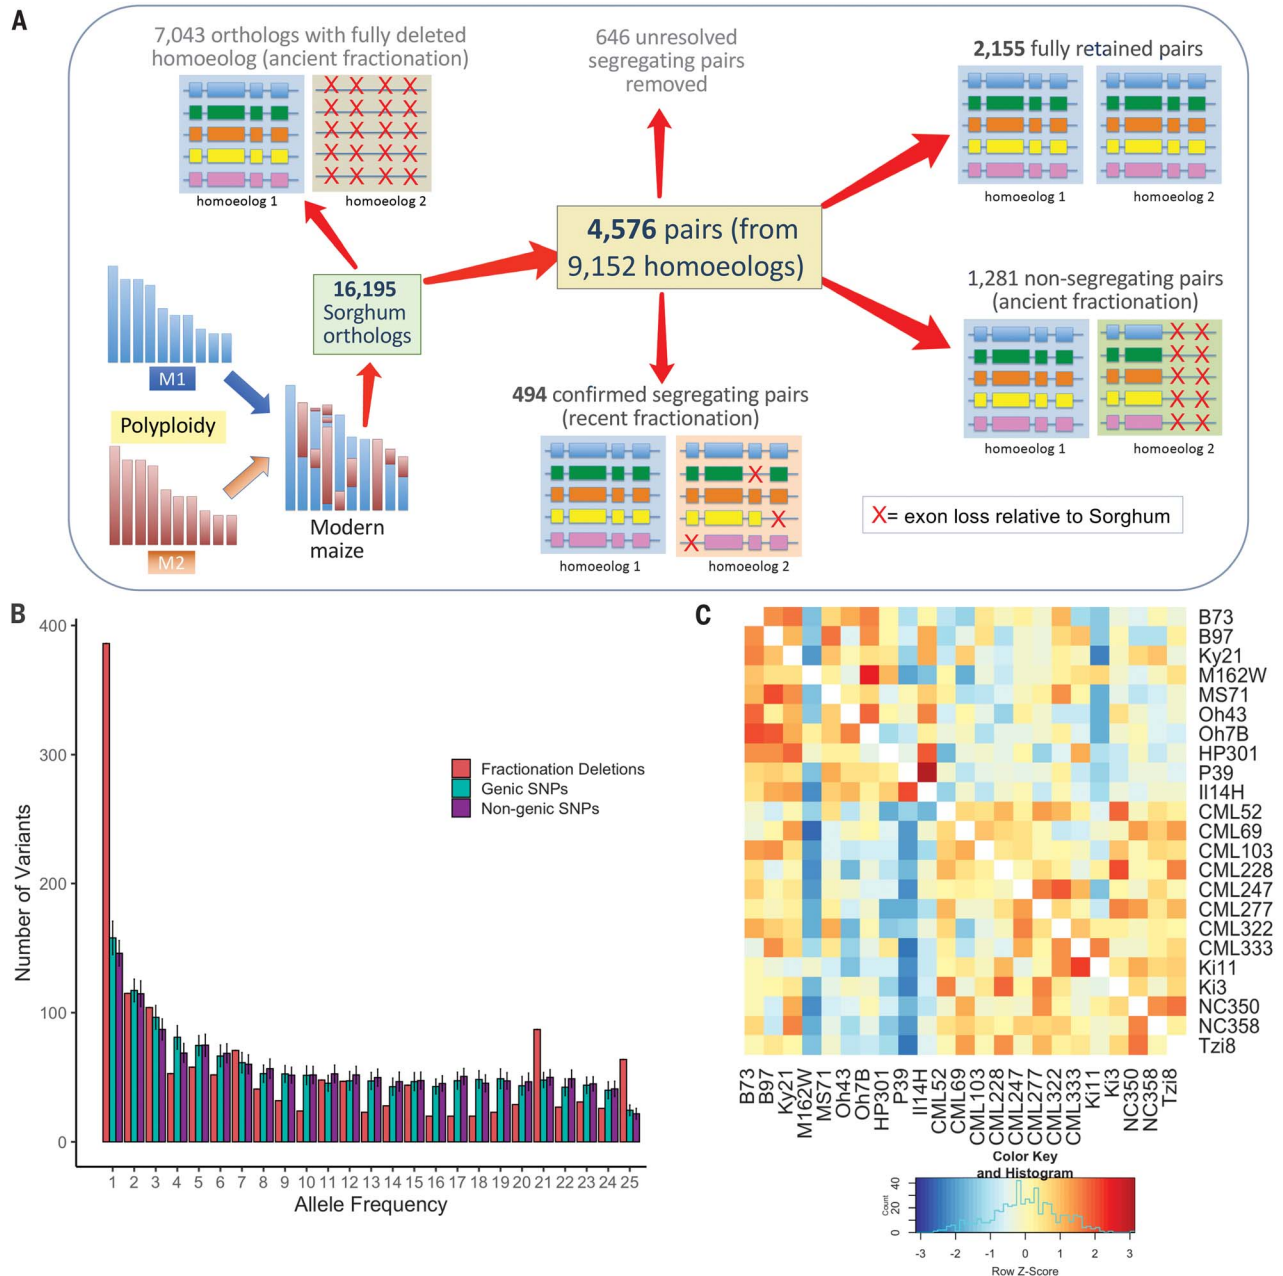 A
7,043 orthologs with fully deleted
homoeolog (ancient fractionation)
homoeolog 1
homoeolog 2
646 unresolved
segregating pairs
removed
2,155 fully retained pairs
homoeolog 1
homoeolog 2
4,576 pairs (from
9,152 homoeologs)
16,195
Sorghum
orthologs
M1
Polyploidy
M2
Modern
maize
494 confirmed segregating pairs
(recent fractionation)
homoeolog 1
homoeolog 2
1,281 non-segregating pairs
(ancient fractionation)
homoeolog 1
homoeolog 2
X= exon loss relative to Sorghum
B
Number of Variants
400
300
200
100
0
Fractionation Deletions
Genic SNPs
Non-genic SNPs
1 2 3 4 5 6 7 8 9 10 11 12 13 14 15 16 17 18 19 20 21 22 23 24 25
Allele Frequency
C
B73
B97
Ky21
M162W
MS71
Oh43
Oh7B
HP301
P39
Il14H
CML52
CML69
CML103
CML228
CML247
CML277
CML322
CML333
Ki11
Ki3
NC350
NC358
Tzi8
B73 B97 Ky21 M162W MS71 Oh43 Oh7B HP301 P39 Il14H CML52 CML69 CML103 CML228 CML247 CML277 CML322 CML333 Ki11 Ki3 NC350 NC358 Tzi8
Color Key
and Histogram
Count
40
20
0
-3 -2 -1 0 1 2 3
Row Z-Score